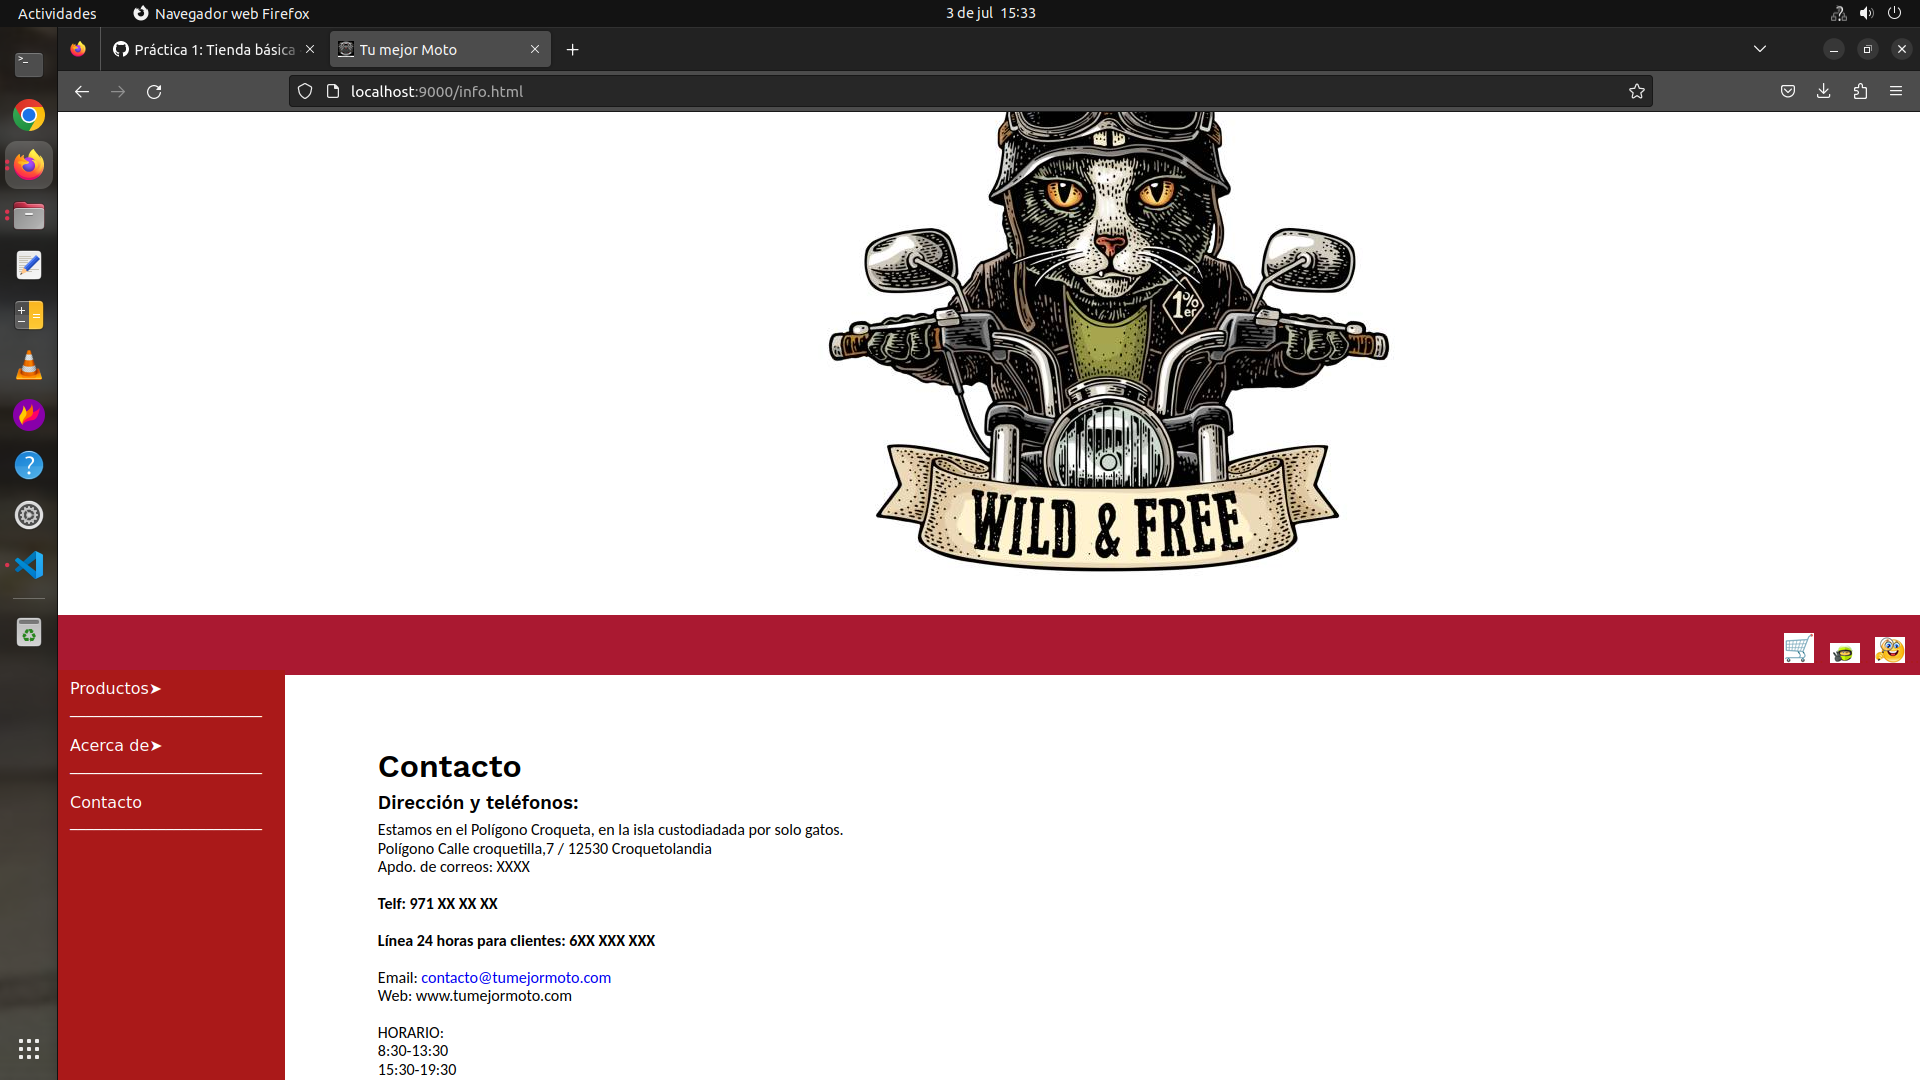 Actividades
Navegador web Firefox
3 de jul 15:33
Práctica 1: Tienda básica
Tu mejor Moto
localhost:9000/info.html
1%
er
WILD & FREE
Productos➤
Acerca de➤
Contacto
Contacto
Dirección y teléfonos:
Estamos en el Polígono Croqueta, en la isla custodiadada por solo gatos.
Polígono Calle croquetilla,7 / 12530 Croquetolandia
Apdo. de correos: XXXX
Telf: 971 XX XX XX
Línea 24 horas para clientes: 6XX XXX XXX
Email: contacto@tumejormoto.com
Web: www.tumejormoto.com
HORARIO:
8:30-13:30
15:30-19:30